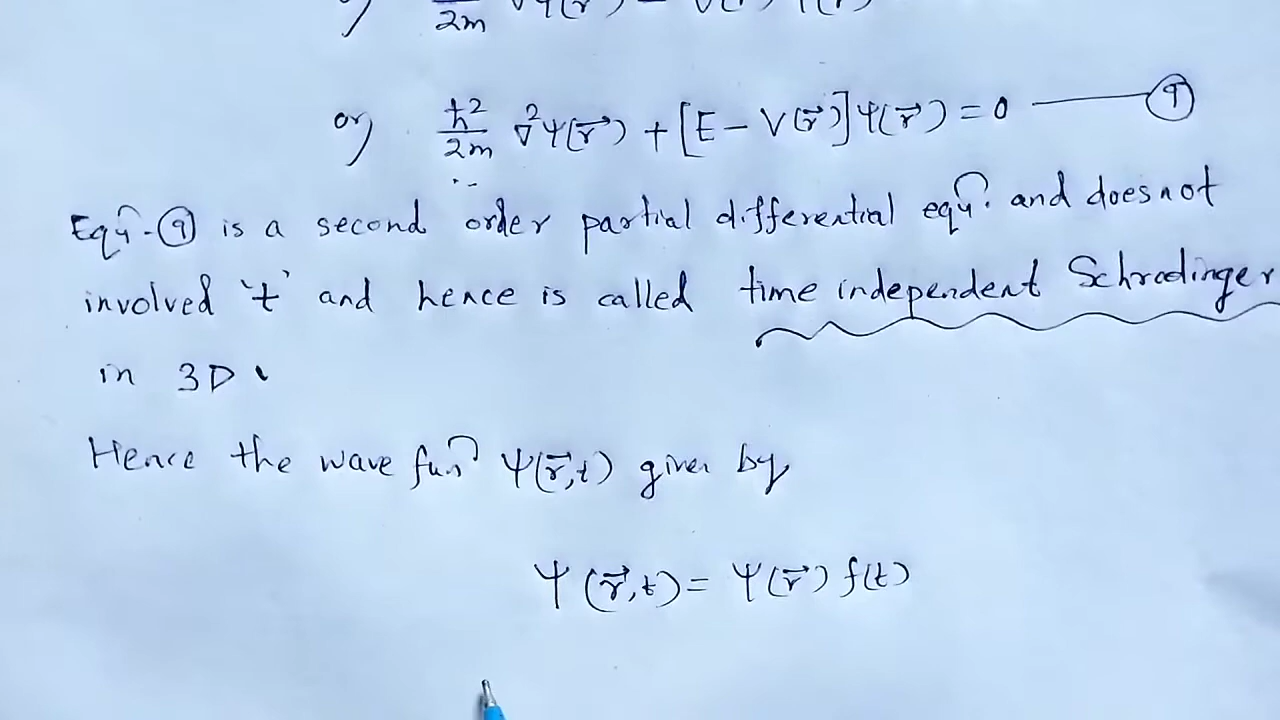 2m
or, ħ²/2m ∇²ψ(r⃗) + [E − V(r⃗)]ψ(r⃗) = 0 —— (9)
Eqn.-(9) is a second order partial differential eqn. and does not
involved 't' and hence is called time independent Schrodinger
in 3D.
Hence the wave funn ψ(r⃗,t) given by
ψ(r⃗,t) = ψ(r⃗) f(t)